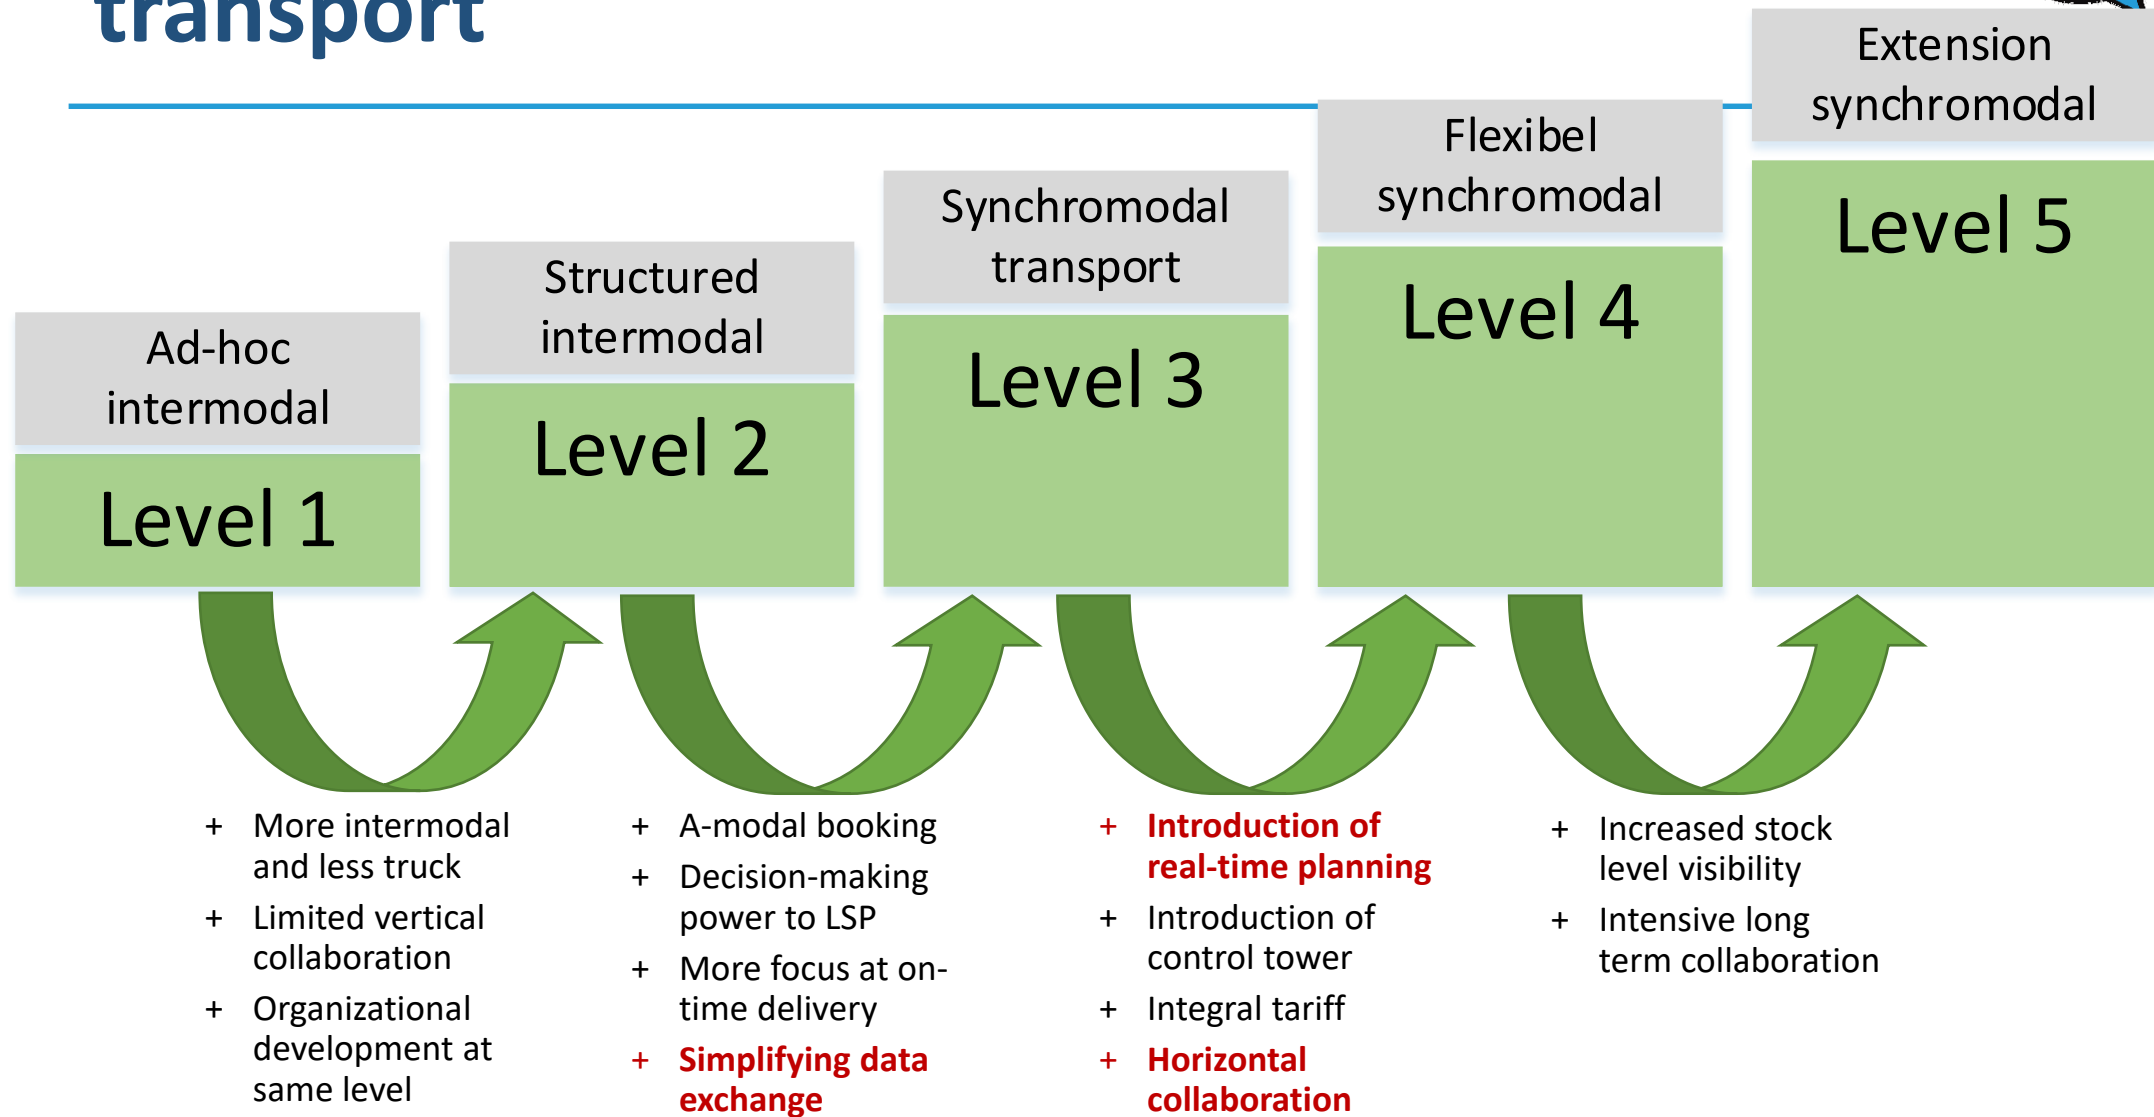 transport
Ad-hoc
intermodal
Level 1
Structured
intermodal
Level 2
Synchromodal
transport
Level 3
Flexibel
synchromodal
Level 4
Extension
synchromodal
Level 5
+ More intermodal
and less truck
+ Limited vertical
collaboration
+ Organizational
development at
same level
+ A-modal booking
+ Decision-making
power to LSP
+ More focus at on-
time delivery
+ Simplifying data
exchange
+ Introduction of
real-time planning
+ Introduction of
control tower
+ Integral tariff
+ Horizontal
collaboration
+ Increased stock
level visibility
+ Intensive long
term collaboration